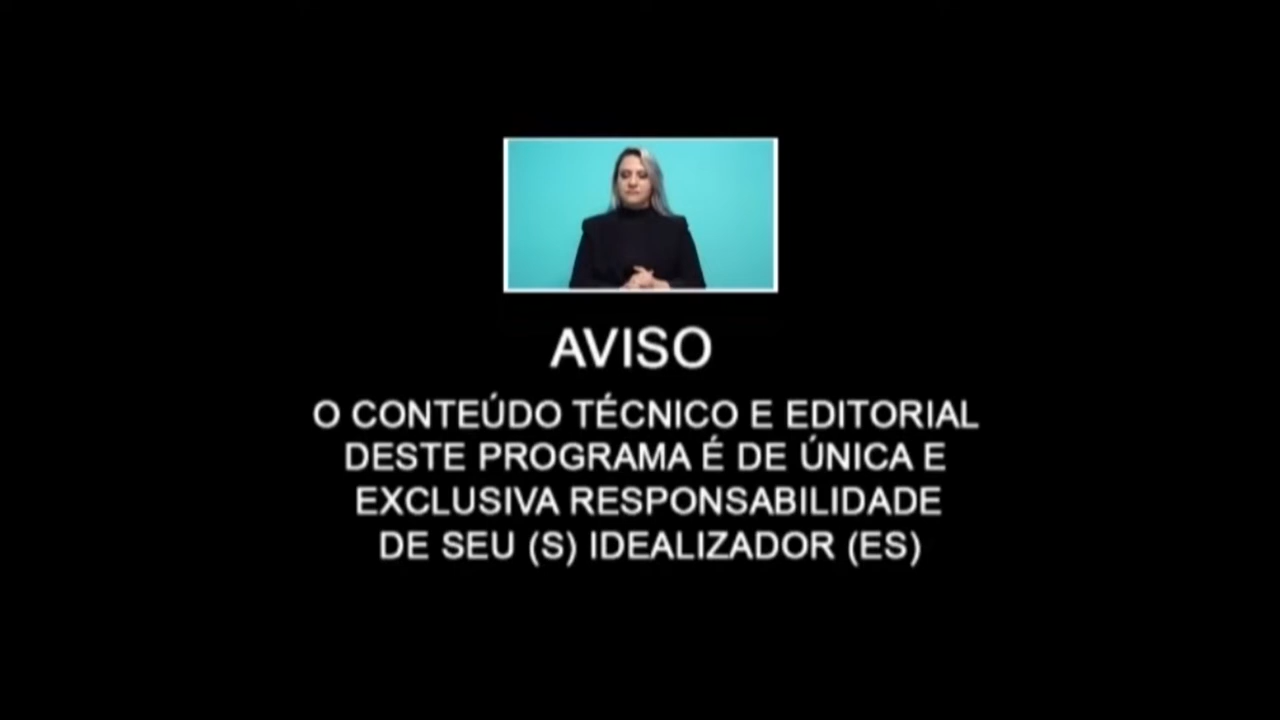 AVISO
O CONTEÚDO TÉCNICO E EDITORIAL
DESTE PROGRAMA É DE ÚNICA E
EXCLUSIVA RESPONSABILIDADE
DE SEU (S) IDEALIZADOR (ES)